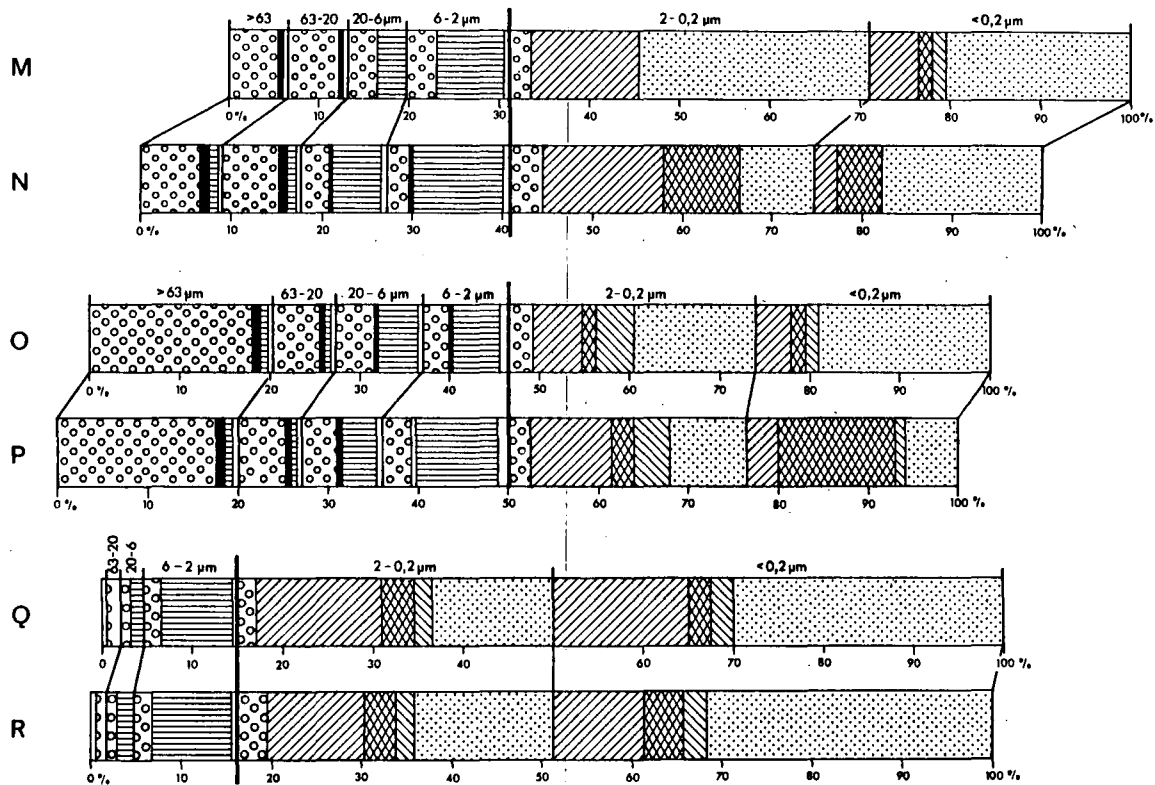 >63 63-20 20-6µm 6-2 µm 2-0,2 µm <0,2 µm
M
0% 10 20 30 40 50 60 70 80 90 100%
N
0% 10 20 30 40 50 60 70 80 90 100%
>63 µm 63-20 20-6 µm 6-2 µm 2-0,2 µm <0,2 µm
O
0% 10 20 30 40 50 60 70 80 90 100%
P
0% 10 20 30 40 50 60 70 80 90 100%
63-20 20-6 6-2 µm 2-0,2 µm <0,2 µm
Q
0 10 20 30 40 50 60 70 80 90 100%
R
0% 10 20 30 40 50 60 70 80 90 100%